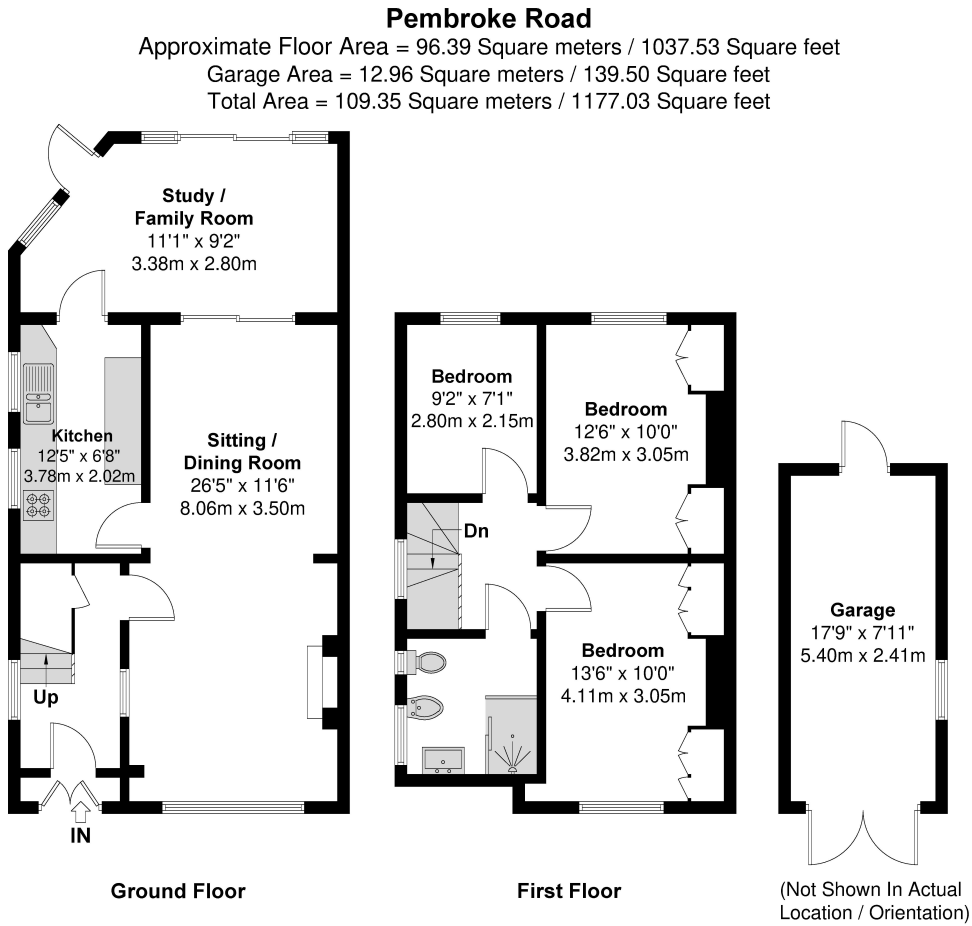 Pembroke Road
Approximate Floor Area = 96.39 Square meters / 1037.53 Square feet
Garage Area = 12.96 Square meters / 139.50 Square feet
Total Area = 109.35 Square meters / 1177.03 Square feet
Study /
Family Room
11'1" x 9'2"
3.38m x 2.80m
Kitchen
12'5" x 6'8"
3.78m x 2.02m
Sitting /
Dining Room
26'5" x 11'6"
8.06m x 3.50m
Up
IN
Ground Floor
Bedroom
9'2" x 7'1"
2.80m x 2.15m
Bedroom
12'6" x 10'0"
3.82m x 3.05m
Dn
Bedroom
13'6" x 10'0"
4.11m x 3.05m
First Floor
Garage
17'9" x 7'11"
5.40m x 2.41m
(Not Shown In Actual
Location / Orientation)